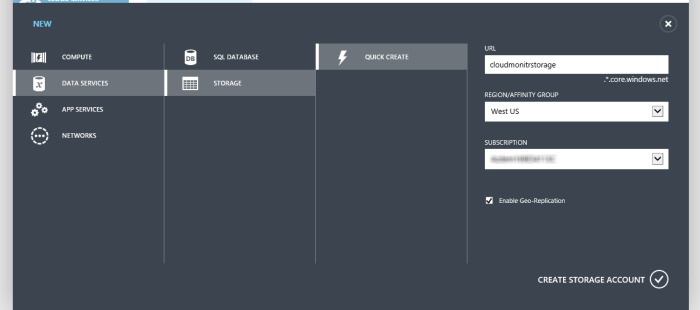 NEW
COMPUTE
DATA SERVICES
APP SERVICES
NETWORKS
DB
SQL DATABASE
STORAGE
QUICK CREATE
URL
cloudmonitrstorage
.*.core.windows.net
REGION/AFFINITY GROUP
West US
SUBSCRIPTION
Enable Geo-Replication
CREATE STORAGE ACCOUNT